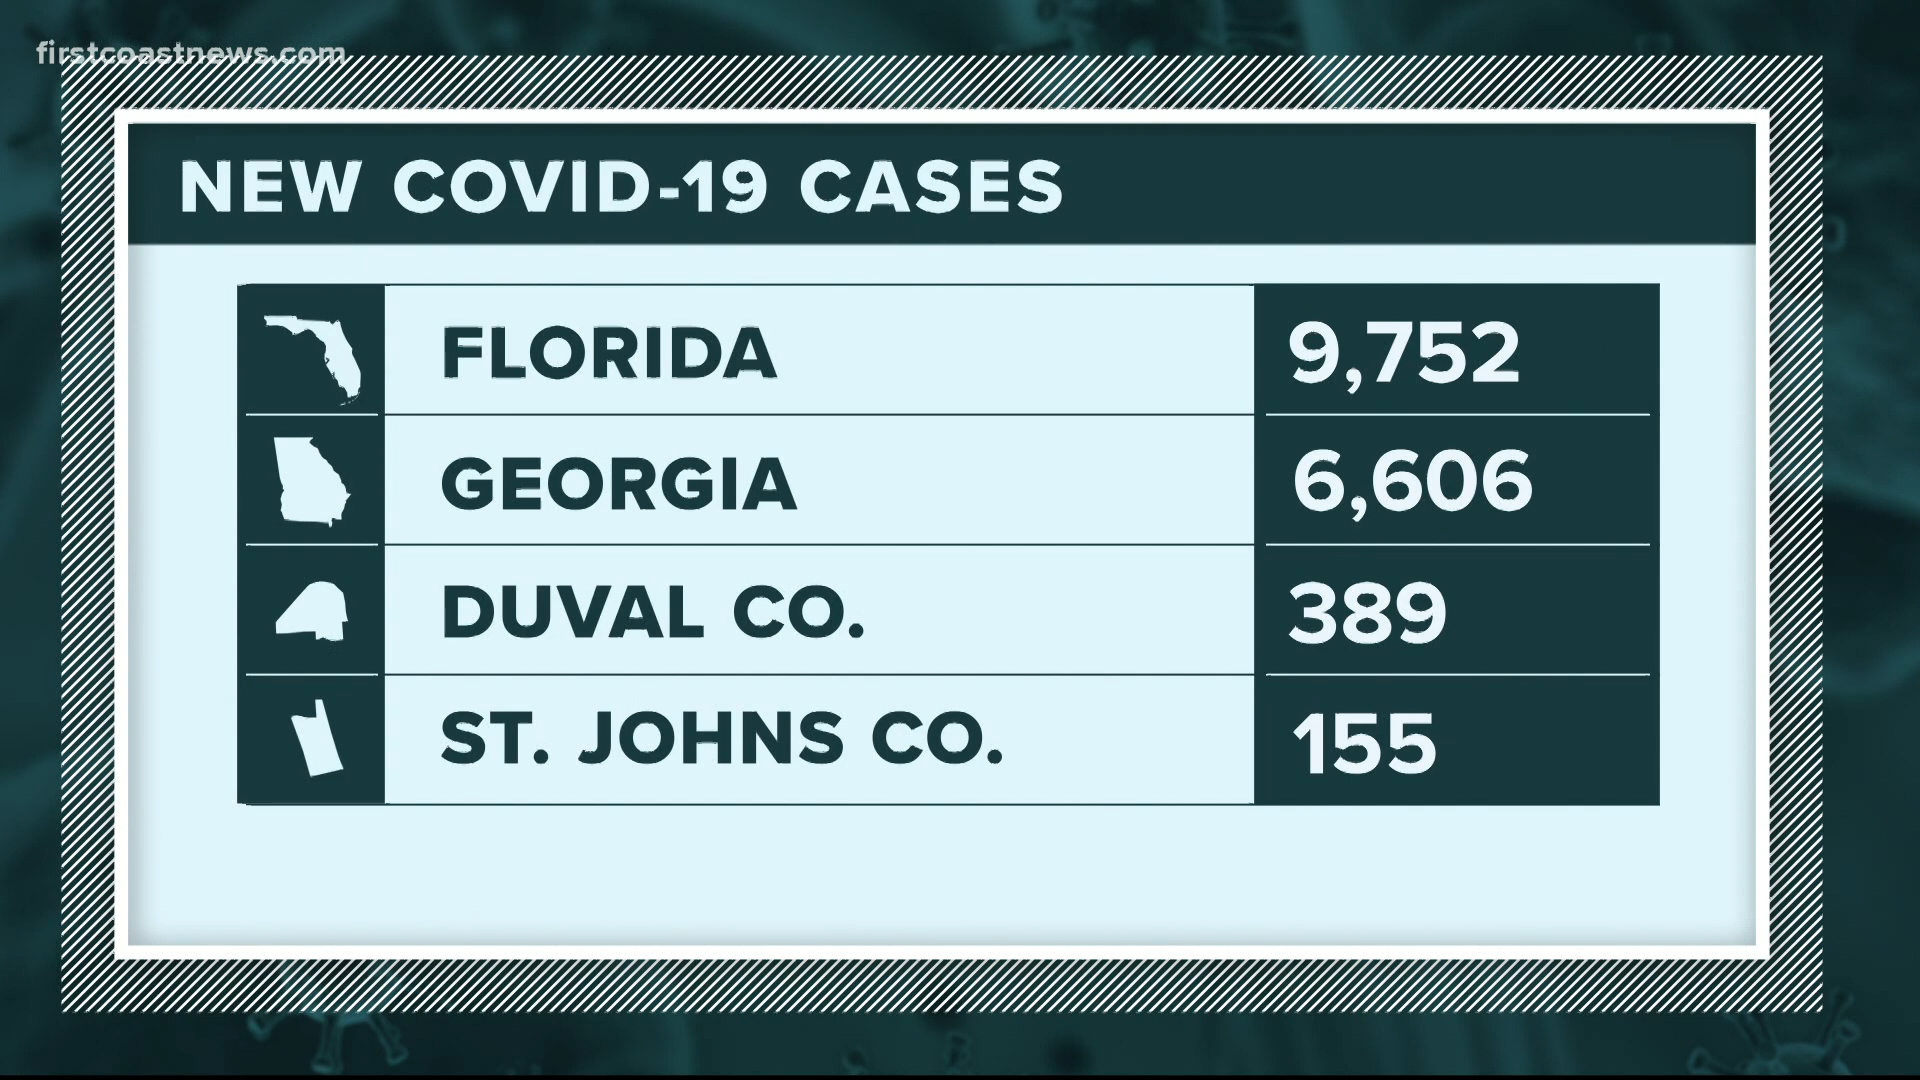 firstcoastnews.com
NEW COVID-19 CASES
FLORIDA 9,752
GEORGIA 6,606
DUVAL CO. 389
ST. JOHNS CO. 155